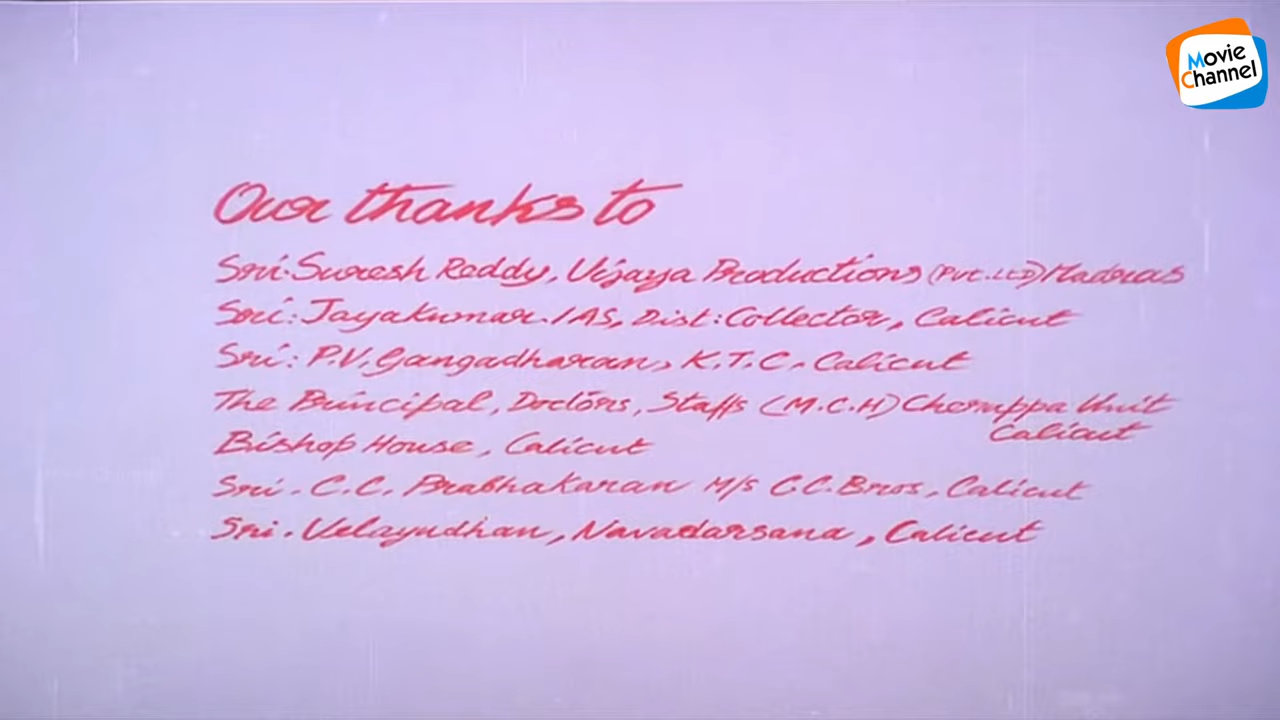 Movie
Channel
Our thanks to
Sri. Suresh Reddy, Vijaya Productions (Pvt. LTD) Madras
Sri: Jayakumar. IAS, Dist: Collector, Calicut
Sri: P.V. Gangadharan, K.T.C. Calicut
The Principal, Doctors, Staffs (M.C.H) Cheruppa Unit
Calicut
Bishop House, Calicut
Sri. C.C. Prabhakaran M/s C.C. Bros. Calicut
Sri. Velayudhan, Navadarsana, Calicut